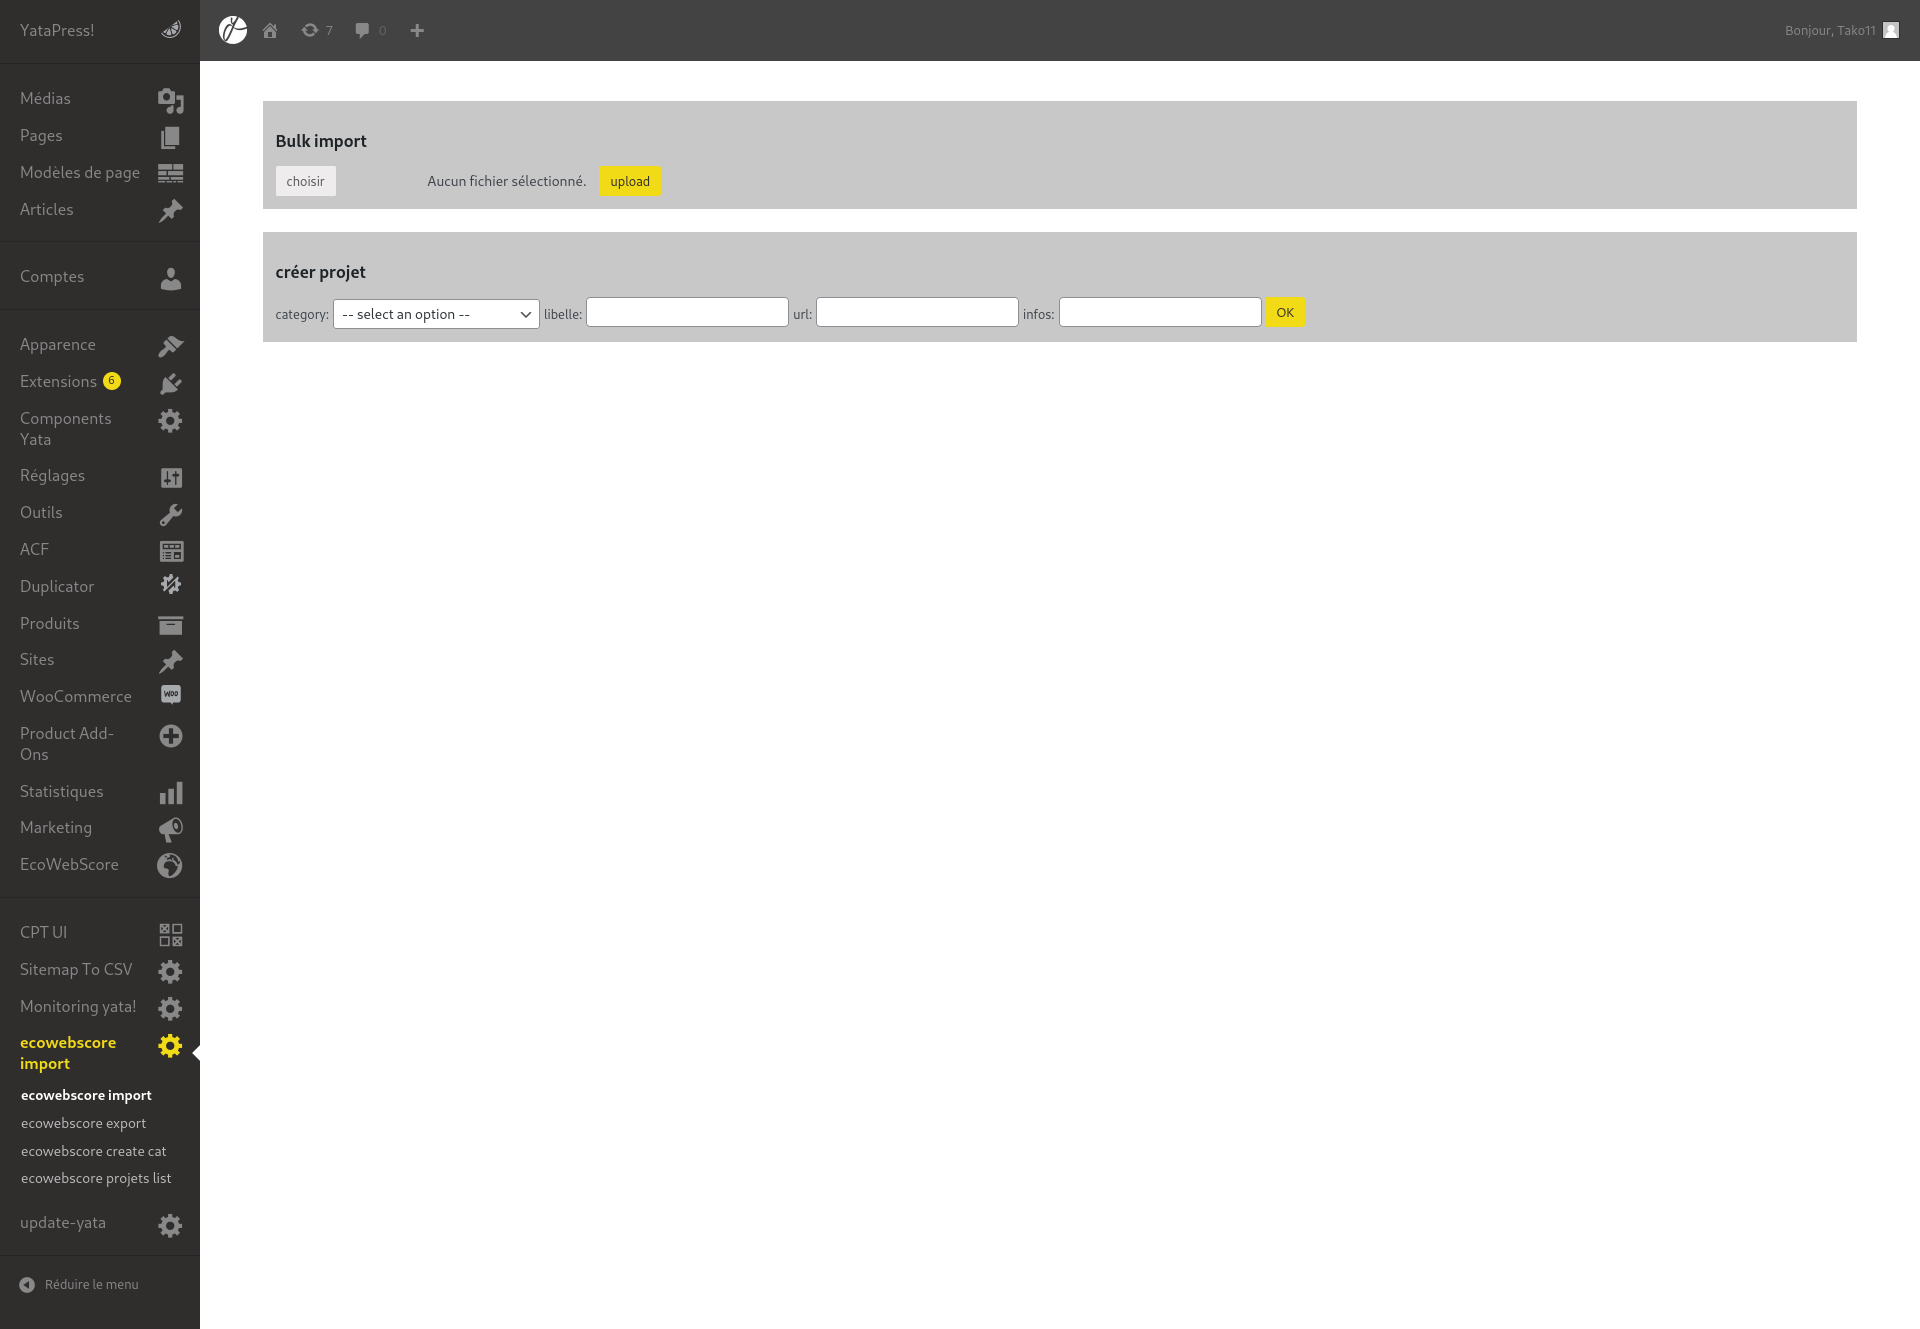 YataPress!
7
0
Bonjour, Tako11
Médias
Pages
Modèles de page
Articles
Comptes
Apparence
Extensions 6
Components
Yata
Réglages
Outils
ACF
Duplicator
Produits
Sites
WooCommerce
WOO
Product Add-
Ons
Statistiques
Marketing
EcoWebScore
CPT UI
Sitemap To CSV
Monitoring yata!
ecowebscore
import
ecowebscore import
ecowebscore export
ecowebscore create cat
ecowebscore projets list
update-yata
Réduire le menu
Bulk import
choisir Aucun fichier sélectionné. upload
créer projet
category: -- select an option -- libelle: url: infos: OK